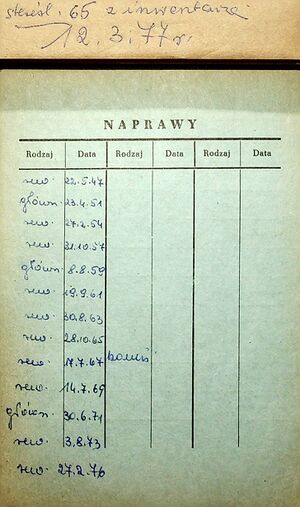 skreśl. 65 z inwentarza
12.3.77 r.
NAPRAWY
Rodzaj Data Rodzaj Data Rodzaj Data
rew. 22.5.47
główn. 23.4.51
rew. 27.2.54
rew. 31.10.57
główn. 8.8.59
rew. 19.9.61
rew. 30.8.63
rew. 28.10.65
rew. 17.7.67
rew. 14.7.69
główn. 30.6.71
rew. 3.8.73
rew. 27.2.76